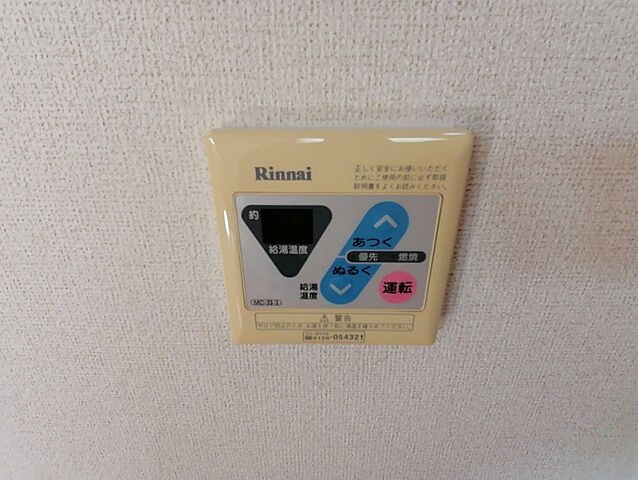 Rinnai
正しく安全にお使いいただく
ためにご使用の前に必ず取扱
説明書をよくお読みください。
約
給湯温度
あつく
優先 燃焼
ぬるく
給湯
温度
運転
MC-33-3
⚠ 警告
0120-054321